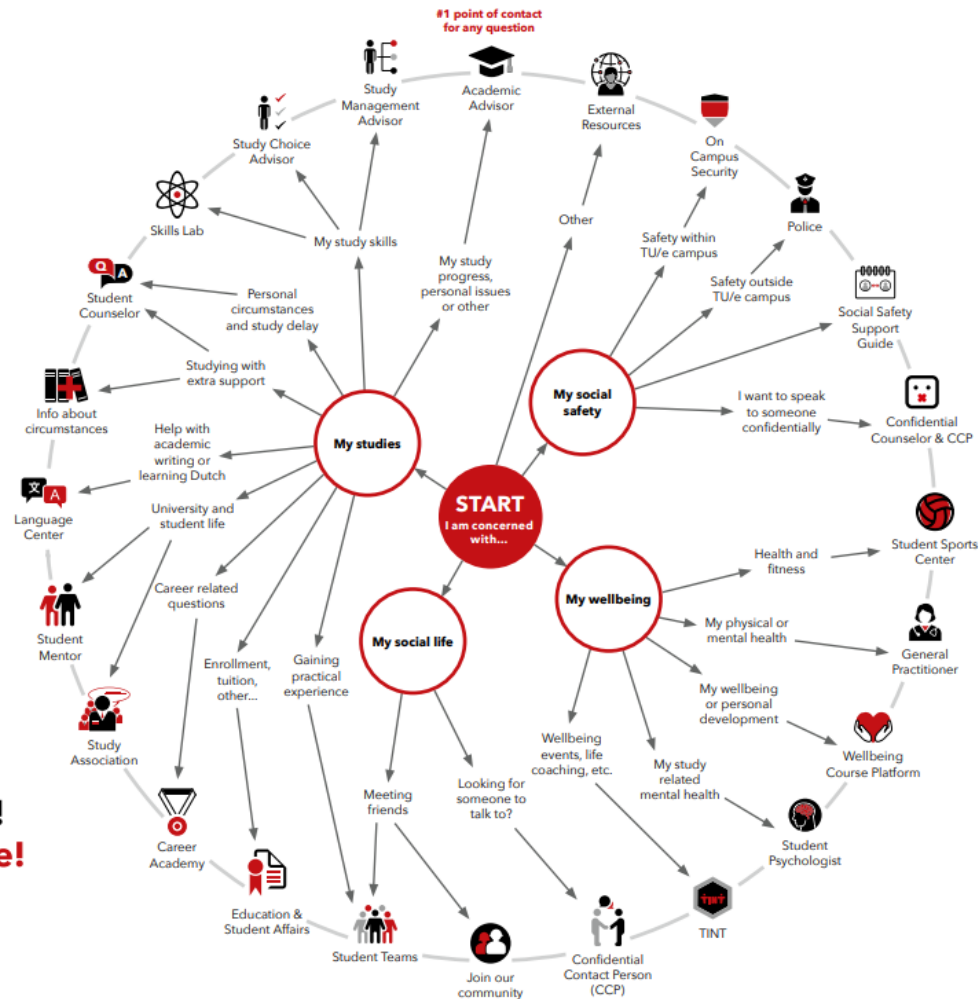 #1 point of contact
for any question
Study
Management
Advisor
Academic
Advisor
External
Resources
On
Campus
Security
Study Choice
Advisor
Police
Skills Lab
Other
My study skills
Safety within
TU/e campus
My study
progress,
personal issues
or other
Safety outside
TU/e campus
Q
A
Student
Counselor
Personal
circumstances
and study delay
Social Safety
Support
Guide
Studying with
extra support
Info about
circumstances
My social
safety
I want to speak
to someone
confidentially
Confidential
Counselor & CCP
Help with
academic
writing or
learning Dutch
My studies
文
A
Language
Center
START
I am concerned
with...
University and
student life
Student Sports
Center
Health and
fitness
Career related
questions
My wellbeing
Student
Mentor
My social life
My physical or
mental health
General
Practitioner
Enrollment,
tuition,
other...
Gaining
practical
experience
My wellbeing
or personal
development
Study
Association
Wellbeing
events, life
coaching, etc.
Wellbeing
Course Platform
My study
related
mental health
Meeting
friends
Looking for
someone to
talk to?
!
e!
Career
Academy
Student
Psychologist
Education &
Student Affairs
TINT
TINT
Student Teams
Join our
community
Confidential
Contact Person
(CCP)